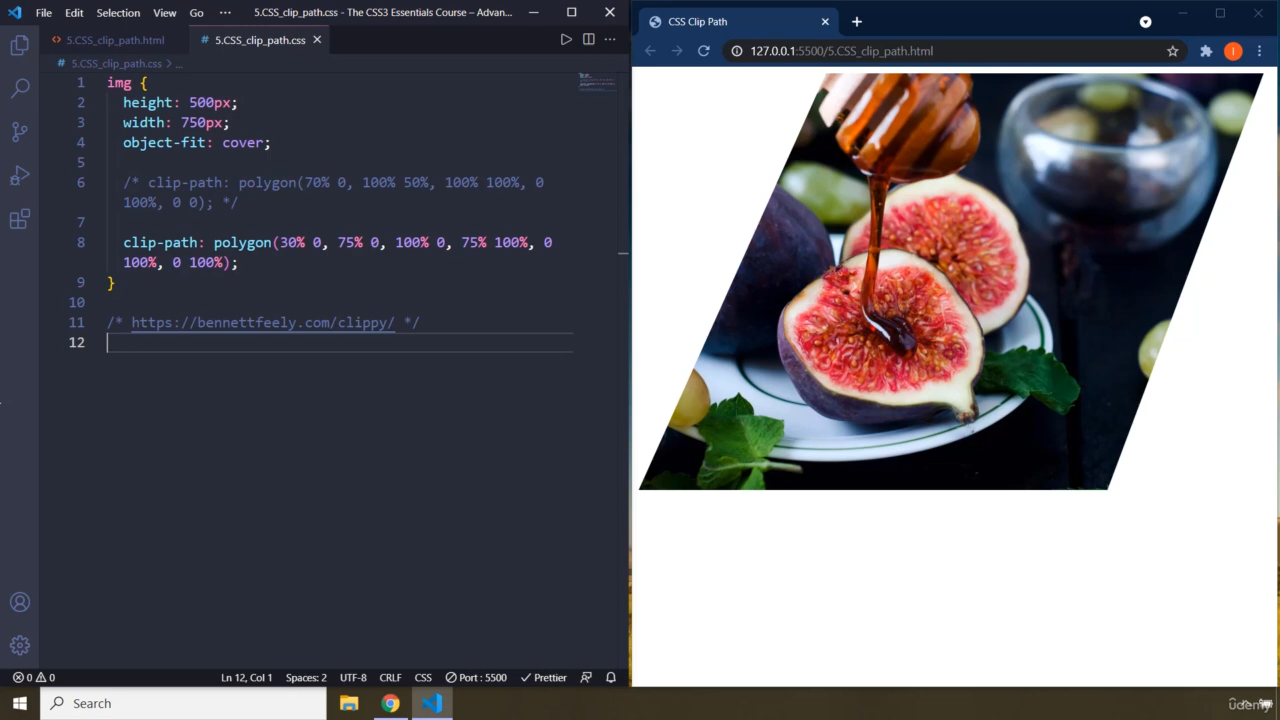 File Edit Selection View Go ··· 5.CSS_clip_path.css - The CSS3 Essentials Course – Advan...
5.CSS_clip_path.html
# 5.CSS_clip_path.css
# 5.CSS_clip_path.css > ...
1 img {
2 height: 500px;
3 width: 750px;
4 object-fit: cover;
5
6 /* clip-path: polygon(70% 0, 100% 50%, 100% 100%, 0
100%, 0 0); */
7
8 clip-path: polygon(30% 0, 75% 0, 100% 0, 75% 100%, 0
100%, 0 100%);
9 }
10
11 /* https://bennettfeely.com/clippy/ */
12
0 0 Ln 12, Col 1 Spaces: 2 UTF-8 CRLF CSS Port : 5500 Prettier
CSS Clip Path
127.0.0.1:5500/5.CSS_clip_path.html
I
Search
udemy